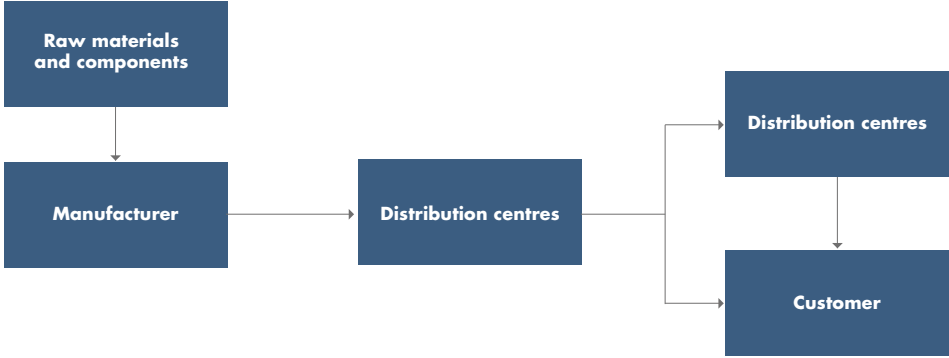 Raw materials
and components
Manufacturer
Distribution centres
Distribution centres
Customer